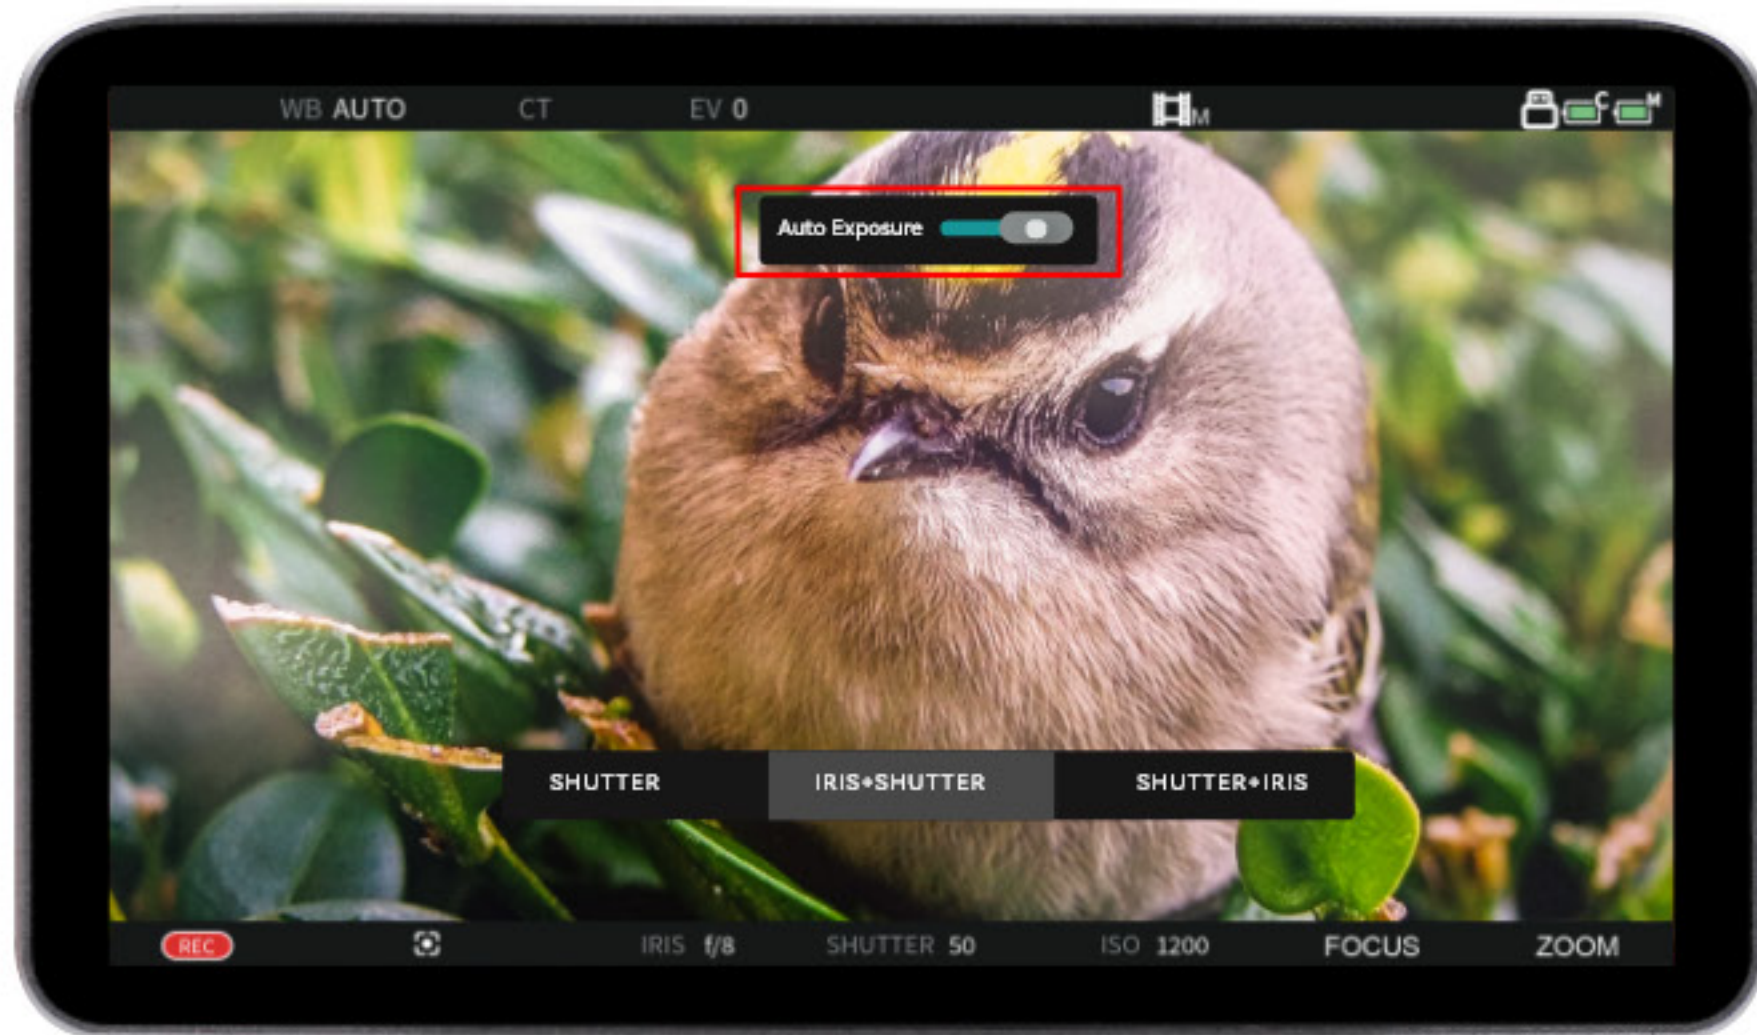 WB AUTO CT EV 0 M C M
Auto Exposure
SHUTTER IRIS+SHUTTER SHUTTER+IRIS
REC IRIS f/8 SHUTTER 50 ISO 1200 FOCUS ZOOM